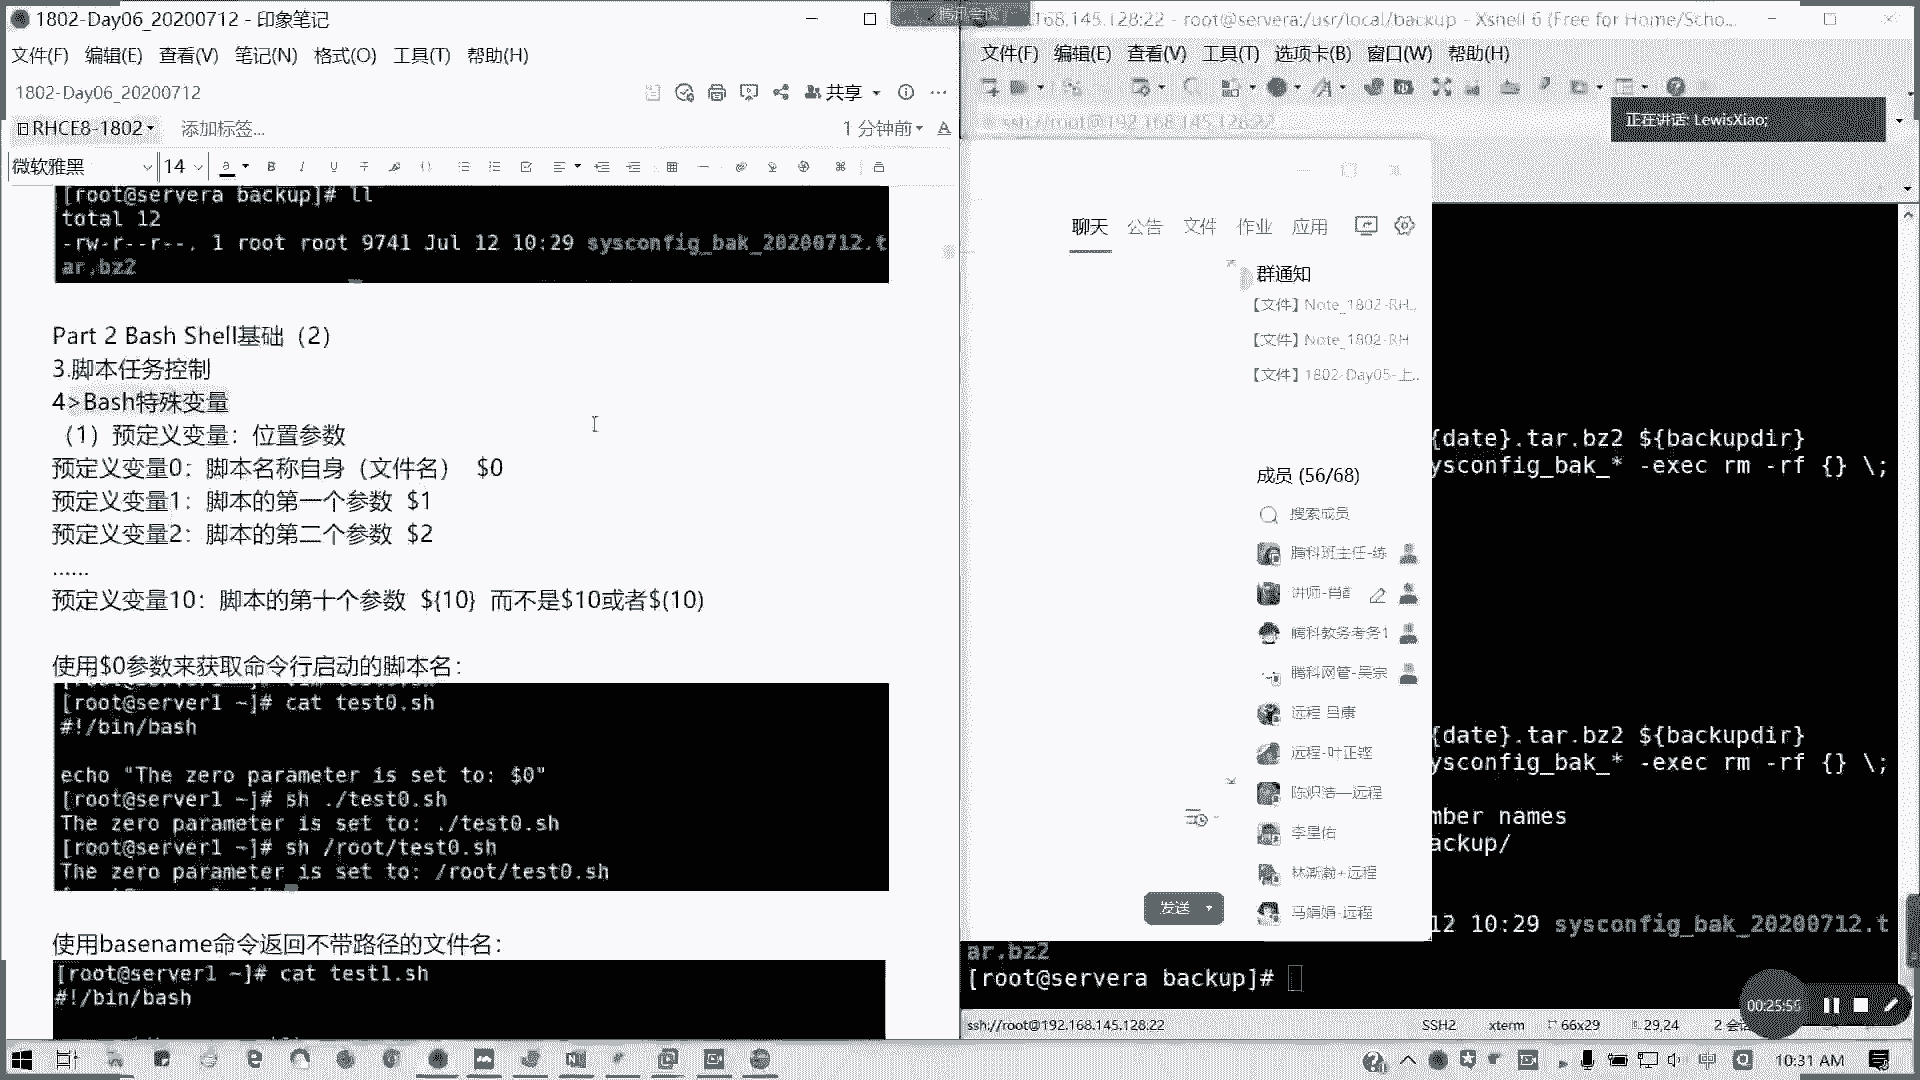 1802-Day06_20200712 - 印象笔记
文件(F) 编辑(E) 查看(V) 笔记(N) 格式(O) 工具(T) 帮助(H)
1802-Day06_20200712
共享
RHCE8-1802
添加标签...
1 分钟前
微软雅黑
14
[root@servera backup]# ll
total 12
-rw-r--r--. 1 root root 9741 Jul 12 10:29 sysconfig_bak_20200712.t
ar.bz2
Part 2 Bash Shell基础（2）
3.脚本任务控制
4>Bash特殊变量
（1）预定义变量：位置参数
预定义变量0：脚本名称自身（文件名） $0
预定义变量1：脚本的第一个参数 $1
预定义变量2：脚本的第二个参数 $2
......
预定义变量10：脚本的第十个参数 ${10} 而不是$10或者$(10)
使用$0参数来获取命令行启动的脚本名：
[root@server1 ~]# cat test0.sh
#!/bin/bash
echo "The zero parameter is set to: $0"
[root@server1 ~]# sh ./test0.sh
The zero parameter is set to: ./test0.sh
[root@server1 ~]# sh /root/test0.sh
The zero parameter is set to: /root/test0.sh
使用basename命令返回不带路径的文件名：
[root@server1 ~]# cat test1.sh
#!/bin/bash
168.145.128:22 - root@servera:/usr/local/backup - Xshell 6 (Free for Home/Scho...
文件(F) 编辑(E) 查看(V) 工具(T) 选项卡(B) 窗口(W) 帮助(H)
ssh://root@192.168.145.128:22
正在讲话: LewisXiao;
聊天 公告 文件 作业 应用
群通知
【文件】Note_1802-RH...
【文件】Note_1802-RH
【文件】1802-Day05-上...
成员 (56/68)
搜索成员
腾科班主任-练
腾科教务考务1
腾科网管-吴宗
远程 吕康
远程-叶正铿
李星佑
马娟娟-远程
发送
{date}.tar.bz2 ${backupdir}
ysconfig_bak_* -exec rm -rf {} \;
{date}.tar.bz2 ${backupdir}
ysconfig_bak_* -exec rm -rf {} \;
mber names
ackup/
12 10:29 sysconfig_bak_20200712.t
ar.bz2
[root@servera backup]#
00:25:55
ssh://root@192.168.145.128:22
SSH2
xterm
66x29
29,24
10:31 AM